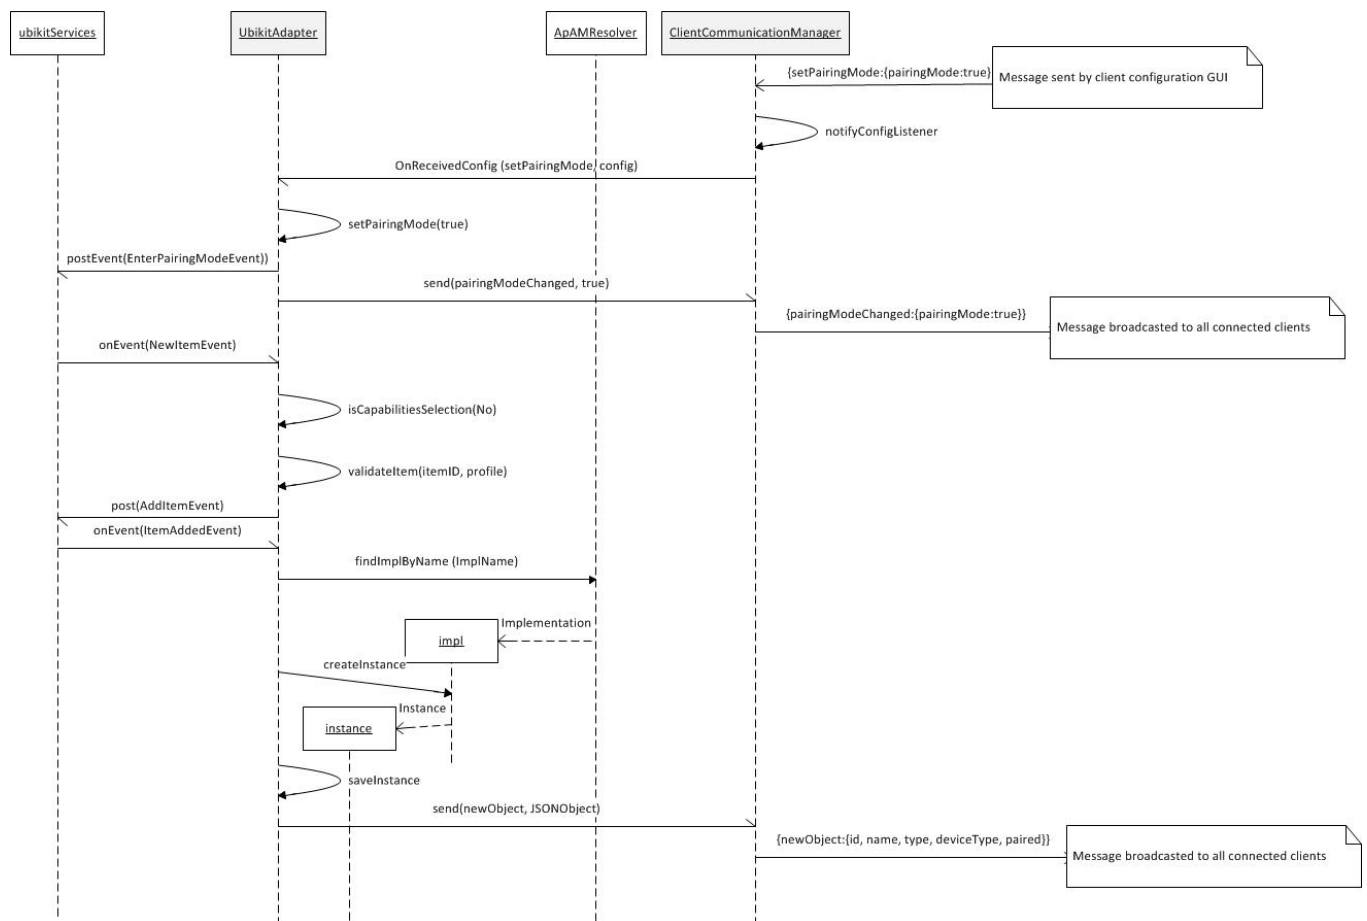 ubikitServices
UbikitAdapter
ApAMResolver
ClientCommunicationManager
{setPairingMode:{pairingMode:true}
Message sent by client configuration GUI
notifyConfigListener
OnReceivedConfig (setPairingMode, config)
setPairingMode(true)
postEvent(EnterPairingModeEvent))
send(pairingModeChanged, true)
{pairingModeChanged:{pairingMode:true}}
Message broadcasted to all connected clients
onEvent(NewItemEvent)
isCapabilitiesSelection(No)
validateItem(itemID, profile)
post(AddItemEvent)
onEvent(ItemAddedEvent)
findImplByName (ImplName)
Implementation
impl
createInstance
Instance
instance
saveInstance
send(newObject, JSONObject)
{newObject:{id, name, type, deviceType, paired}}
Message broadcasted to all connected clients